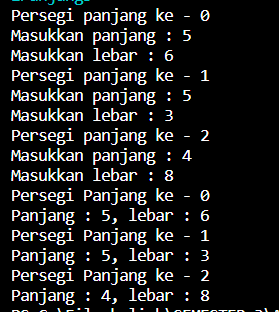 Persegi panjang ke - 0
Masukkan panjang : 5
Masukkan lebar : 6
Persegi panjang ke - 1
Masukkan panjang : 5
Masukkan lebar : 3
Persegi panjang ke - 2
Masukkan panjang : 4
Masukkan lebar : 8
Persegi Panjang ke - 0
Panjang : 5, lebar : 6
Persegi Panjang ke - 1
Panjang : 5, lebar : 3
Persegi Panjang ke - 2
Panjang : 4, lebar : 8